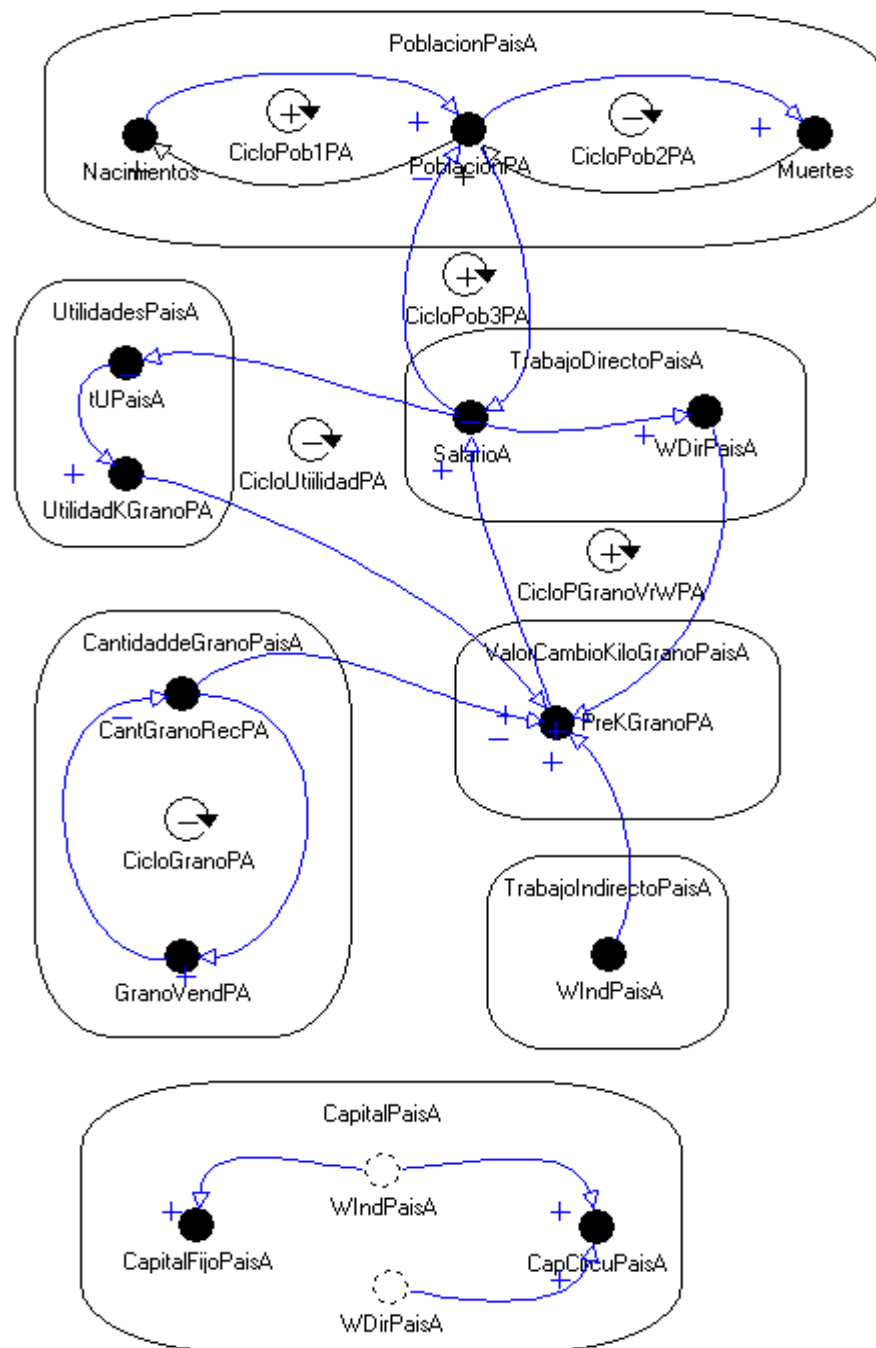 PoblacionPaisA
CicloPob1PA
CicloPob2PA
Nacimientos
PoblacionPA
Muertes
CicloPob3PA
UtilidadesPaisA
TrabajoDirectoPaisA
tUPaisA
SalarioA
WDirPaisA
CicloUtiilidadPA
UtilidadKGranoPA
CicloPGranoVrWPA
CantidaddeGranoPaisA
ValorCambioKiloGranoPaisA
CantGranoRecPA
PreKGranoPA
CicloGranoPA
TrabajoIndirectoPaisA
GranoVendPA
WIndPaisA
CapitalPaisA
WIndPaisA
CapitalFijoPaisA
CapCircuPaisA
WDirPaisA